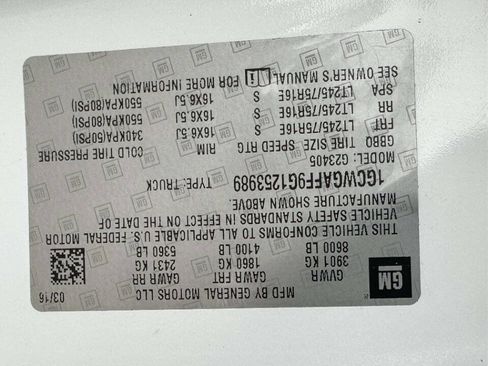 GM
MFD BY GENERAL MOTORS LLC
03/16
GVWR GAWR FRT GAWR RR
3901 KG 1860 KG 2431 KG
8600 LB 4100 LB 5360 LB
THIS VEHICLE CONFORMS TO ALL APPLICABLE U.S. FEDERAL MOTOR
VEHICLE SAFETY STANDARDS IN EFFECT ON THE DATE OF
MANUFACTURE SHOWN ABOVE.
1GCWGAFF9G1253989 TYPE: TRUCK
MODEL: G23405
GBBO TIRE SIZE SPEED RTG RIM COLD TIRE PRESSURE
FRT LT245/75R16E S 16X6.5J 340KPA(50PSI)
RR LT245/75R16E S 16X6.5J 550KPA(80PSI)
SPA LT245/75R16E S 16X6.5J 550KPA(80PSI)
SEE OWNER'S MANUAL FOR MORE INFORMATION